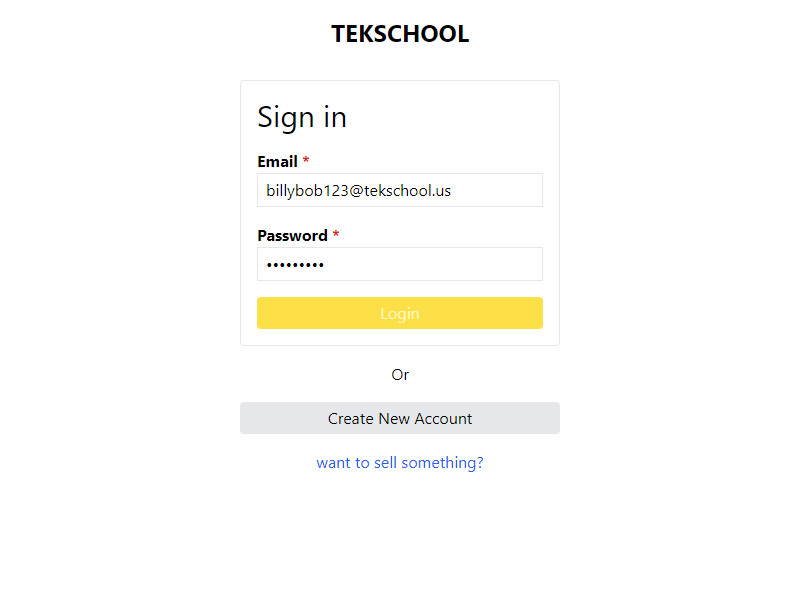 TEKSCHOOL
Sign in
Email *
billybob123@tekschool.us
Password *
•••••••••
Login
Or
Create New Account
want to sell something?